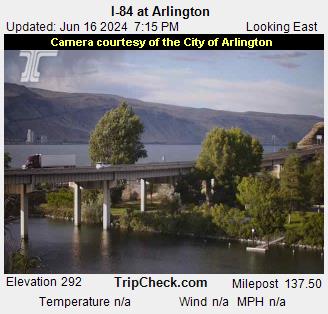 I-84 at Arlington
Updated: Jun 16 2024 7:15 PM Looking East
Camera courtesy of the City of Arlington
Elevation 292 TripCheck.com Milepost 137.50
Temperature n/a Wind n/a MPH n/a